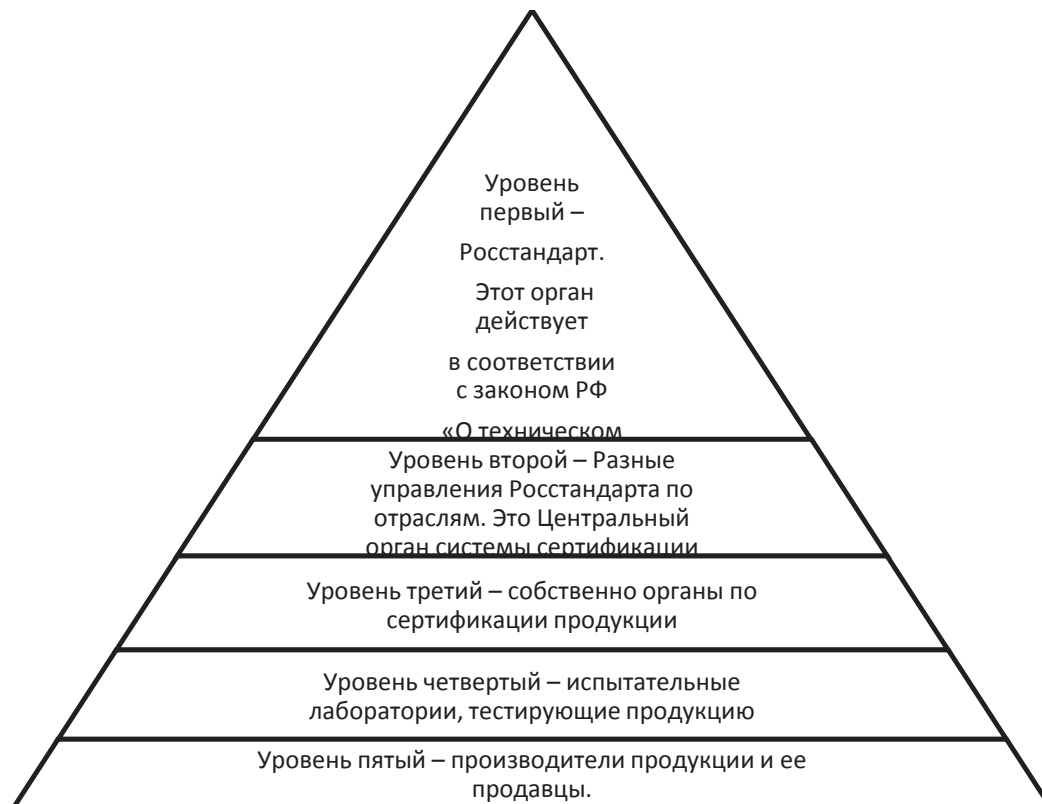 Уровень
первый –
Росстандарт.
Этот орган
действует
в соответствии
с законом РФ
«О техническом
Уровень второй – Разные
управления Росстандарта по
отраслям. Это Центральный
орган системы сертификации
Уровень третий – собственно органы по
сертификации продукции
Уровень четвертый – испытательные
лаборатории, тестирующие продукцию
Уровень пятый – производители продукции и ее
продавцы.